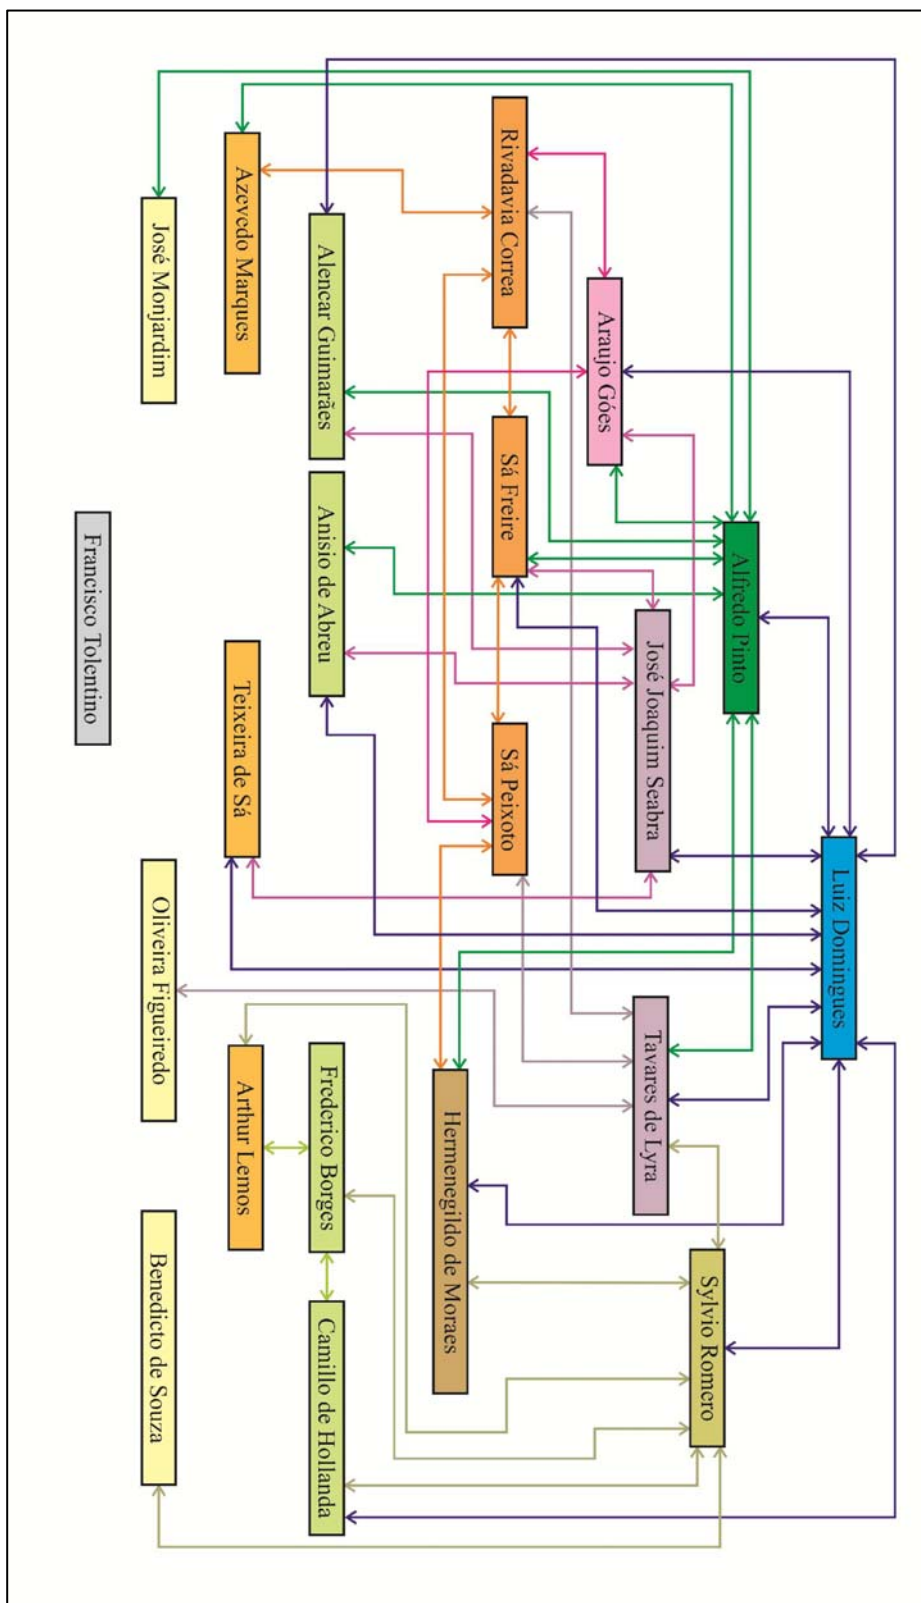 Luiz Domingues
Alfredo Pinto
Sylvio Romero
José Joaquim Seabra
Tavares de Lyra
Araujo Góes
Rivadavia Correa
Sá Freire
Sá Peixoto
Hermenegildo de Moraes
Alencar Guimarães
Anisio de Abreu
Frederico Borges
Camillo de Hollanda
Azevedo Marques
Teixeira de Sá
Arthur Lemos
José Monjardim
Oliveira Figueiredo
Benedicto de Souza
Francisco Tolentino